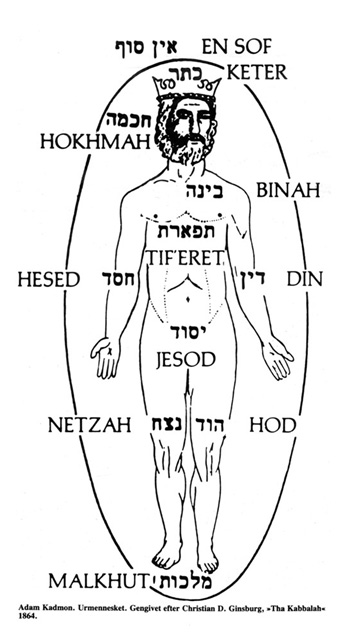 אין סוף EN SOF
כתר KETER
חכמה
HOKHMAH
בינה BINAH
תפארת
TIF'ERET
HESED חסד דין DIN
יסוד
JESOD
NETZAH נצח הוד HOD
MALKHUT מלכות
Adam Kadmon. Urmennesket. Gengivet efter Christian D. Ginsburg, »Tha Kabbalah«
1864.